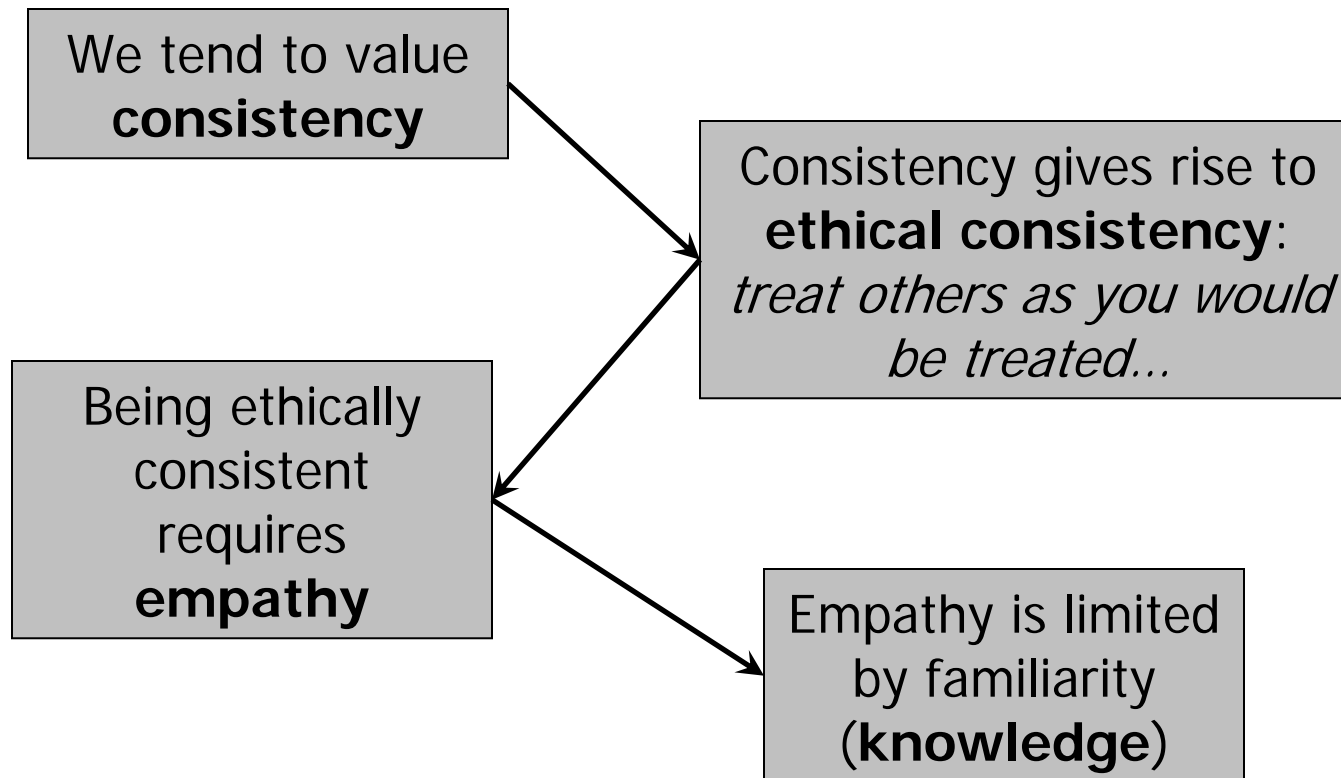 We tend to value
consistency
Consistency gives rise to
ethical consistency:
treat others as you would
be treated...
Being ethically
consistent
requires
empathy
Empathy is limited
by familiarity
(knowledge)